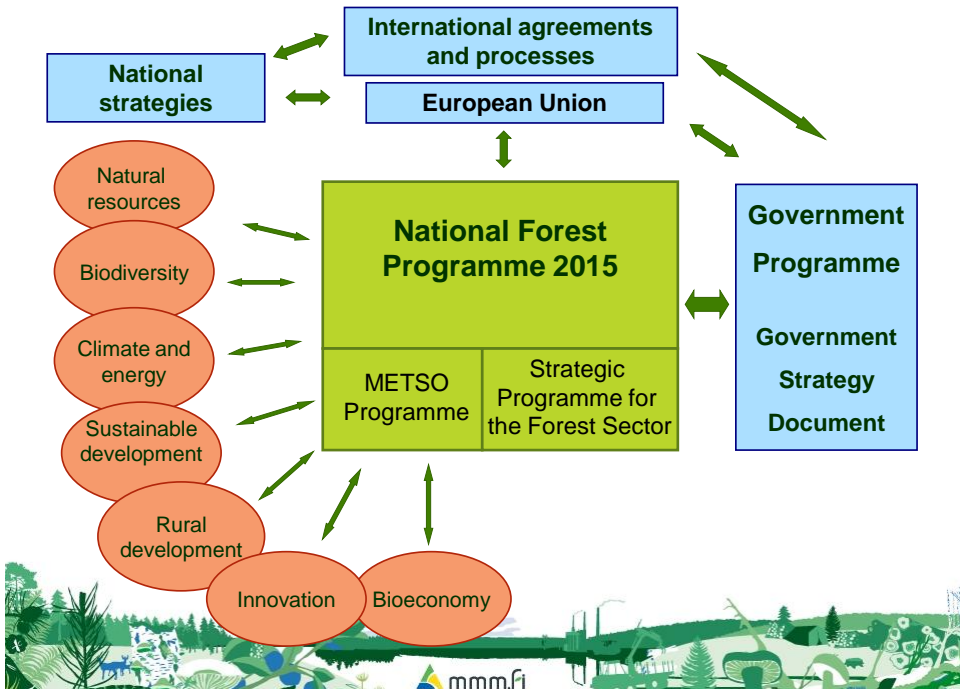 International agreements
and processes
National
strategies
European Union
Natural
resources
Biodiversity
Climate and
energy
Sustainable
development
Rural
development
Innovation
Bioeconomy
National Forest
Programme 2015
METSO
Programme
Strategic
Programme for
the Forest Sector
Government
Programme
Government
Strategy
Document
mmm.fi